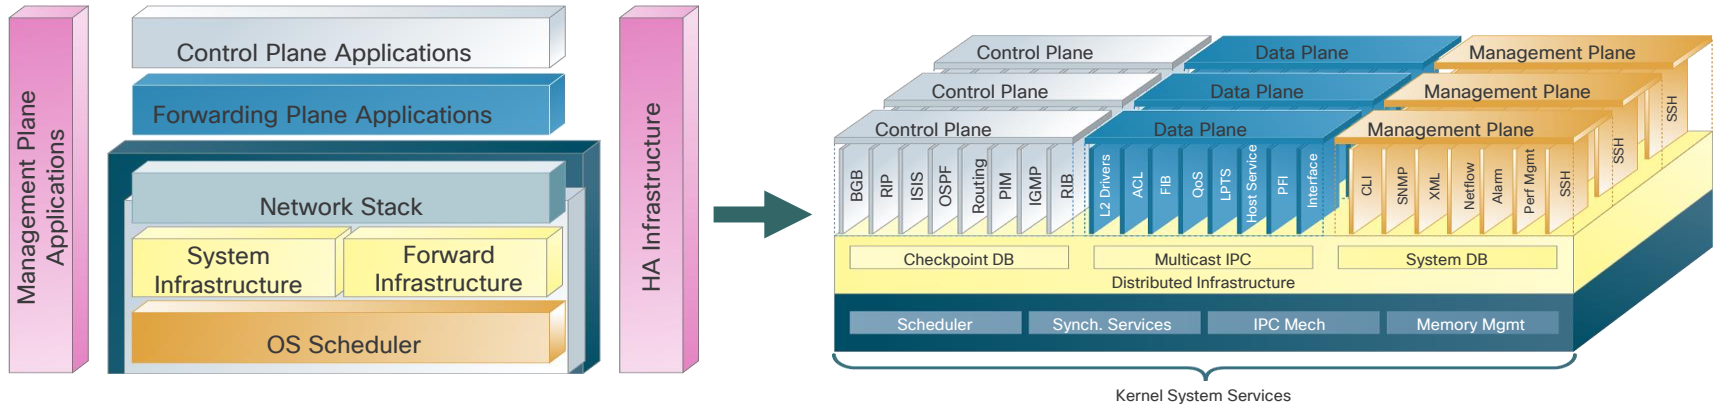 Management Plane
Applications
Control Plane Applications
Forwarding Plane Applications
Network Stack
System
Infrastructure
Forward
Infrastructure
OS Scheduler
HA Infrastructure
Control Plane
Data Plane
Management Plane
Control Plane
Data Plane
Management Plane
Control Plane
Data Plane
Management Plane
BGB
RIP
ISIS
OSPF
Routing
PIM
IGMP
RIB
L2 Drivers
ACL
FIB
QoS
LPTS
Host Service
PFI
Interface
CLI
SNMP
XML
Netflow
Alarm
Perf Mgmt
SSH
SSH
SSH
Checkpoint DB
Multicast IPC
System DB
Distributed Infrastructure
Scheduler
Synch. Services
IPC Mech
Memory Mgmt
Kernel System Services